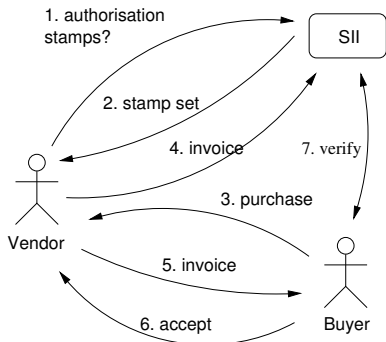 1. authorisation
stamps?
SII
2. stamp set
4. invoice
7. verify
3. purchase
Vendor
5. invoice
6. accept
Buyer